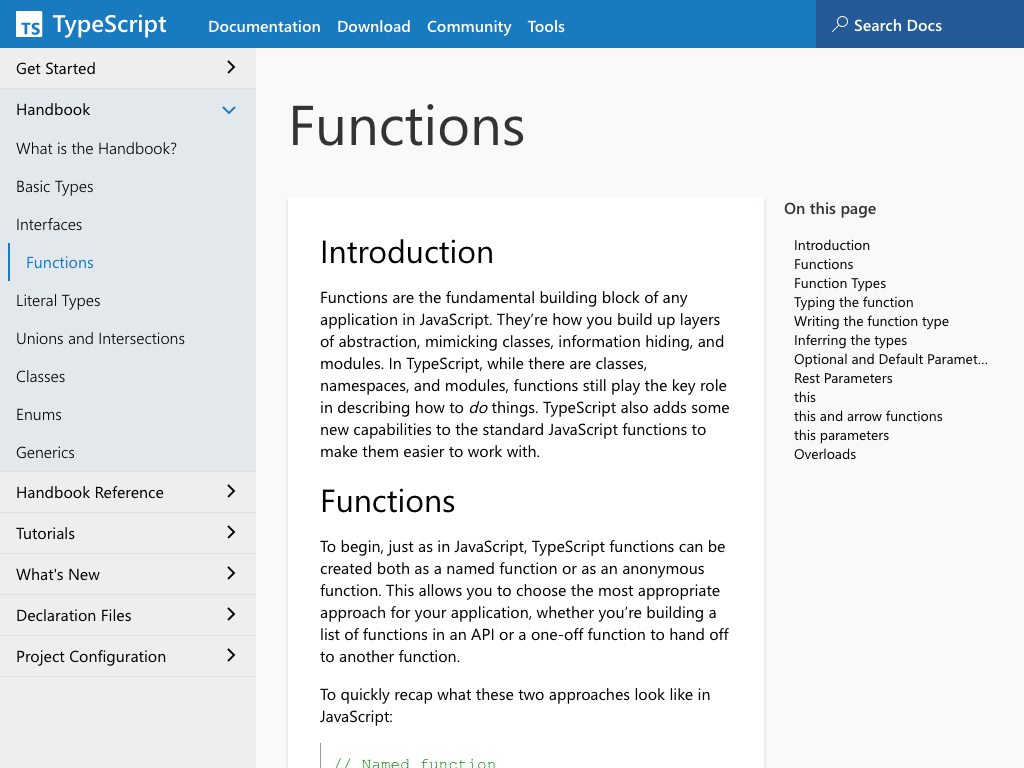 TS TypeScript
Documentation
Download
Community
Tools
Search Docs
Get Started
Handbook
What is the Handbook?
Basic Types
Interfaces
Functions
Literal Types
Unions and Intersections
Classes
Enums
Generics
Handbook Reference
Tutorials
What's New
Declaration Files
Project Configuration
Functions
Introduction
Functions are the fundamental building block of any
application in JavaScript. They’re how you build up layers
of abstraction, mimicking classes, information hiding, and
modules. In TypeScript, while there are classes,
namespaces, and modules, functions still play the key role
in describing how to do things. TypeScript also adds some
new capabilities to the standard JavaScript functions to
make them easier to work with.
Functions
To begin, just as in JavaScript, TypeScript functions can be
created both as a named function or as an anonymous
function. This allows you to choose the most appropriate
approach for your application, whether you’re building a
list of functions in an API or a one-off function to hand off
to another function.
To quickly recap what these two approaches look like in
JavaScript:
// Named function
On this page
Introduction
Functions
Function Types
Typing the function
Writing the function type
Inferring the types
Optional and Default Paramet...
Rest Parameters
this
this and arrow functions
this parameters
Overloads